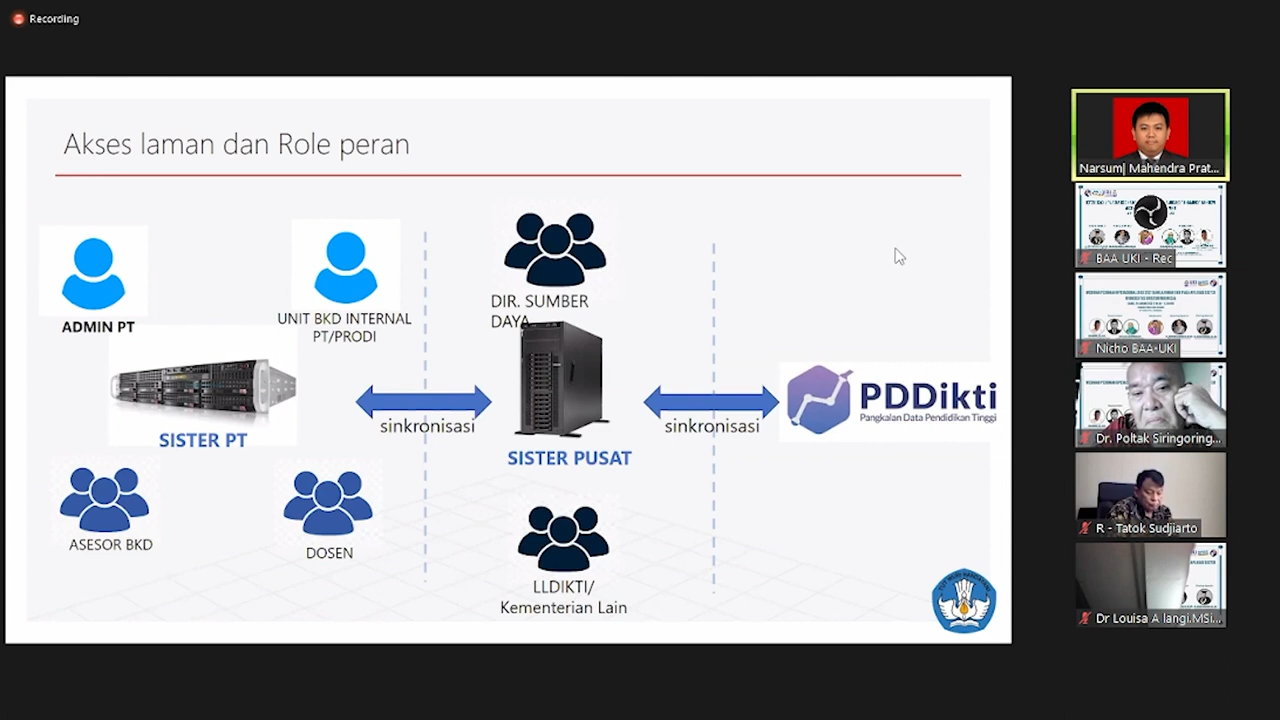 Recording
Akses laman dan Role peran
ADMIN PT
UNIT BKD INTERNAL
PT/PRODI
DIR. SUMBER
DAYA
SISTER PT
sinkronisasi
SISTER PUSAT
sinkronisasi
PDDikti
Pangkalan Data Pendidikan Tinggi
ASESOR BKD
DOSEN
LLDIKTI/
Kementerian Lain
Narsum| Mahendra Prat...
BAA UKI - Rec
Nicho BAA-UKI
Dr. Poltak Siringoring...
R - Tatok Sudjiarto
Dr Louisa A langi.MSi...